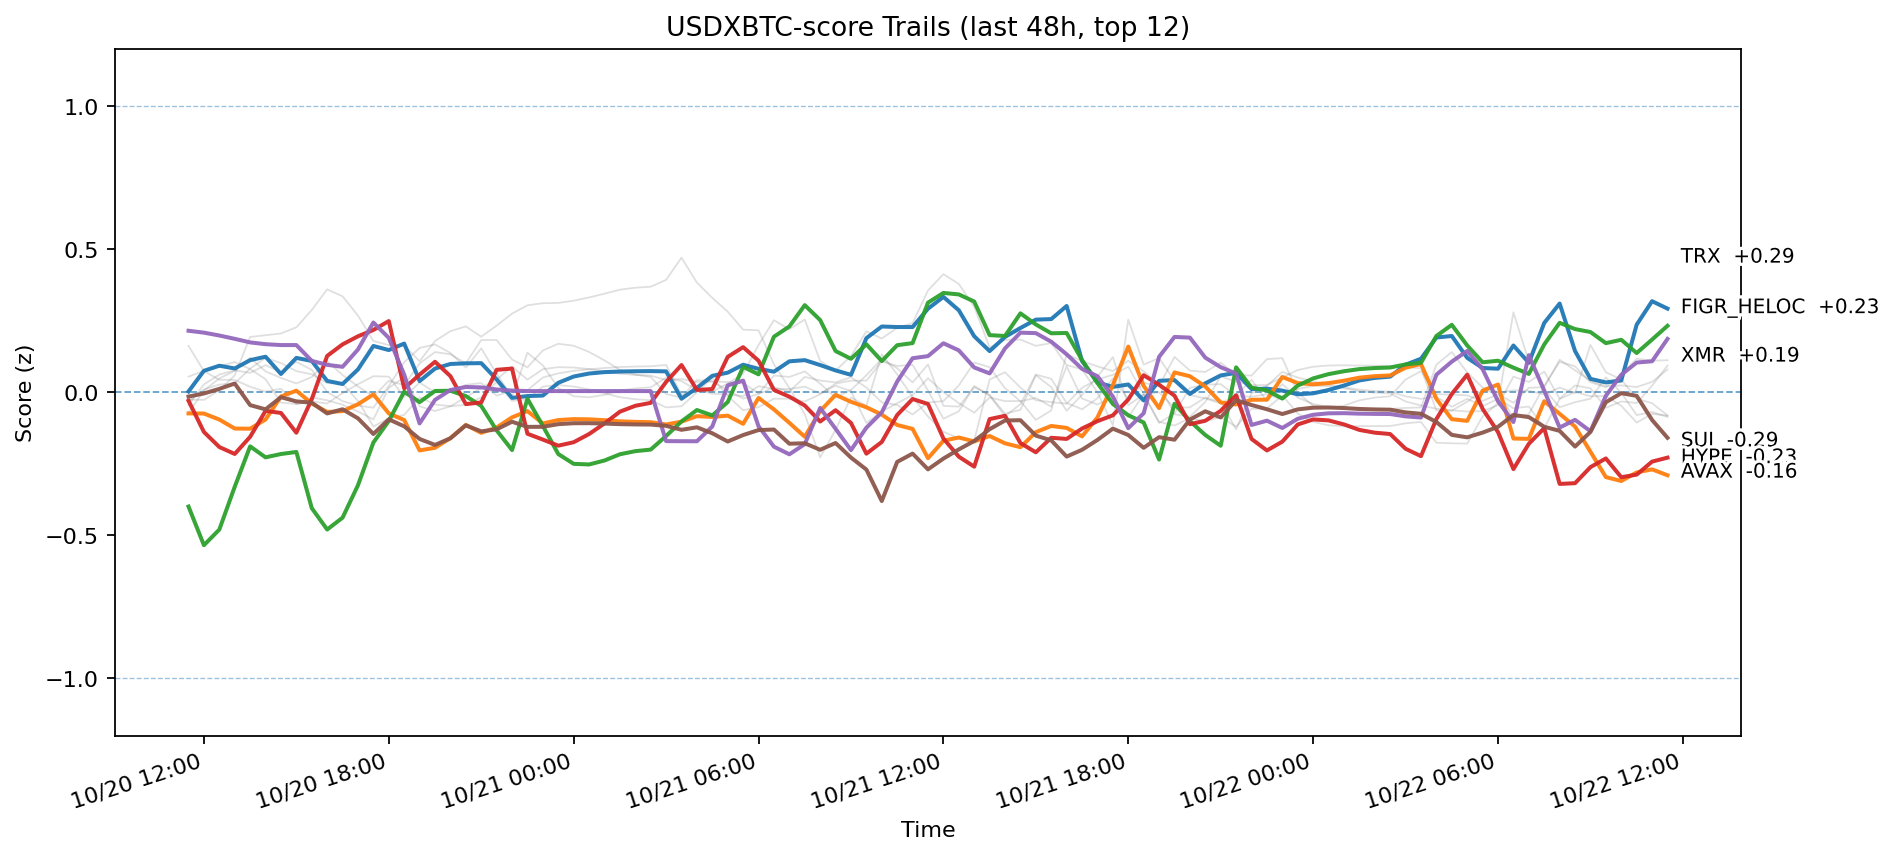 USDXBTC-score Trails (last 48h, top 12)
Score (z)
1.0
0.5
0.0
−0.5
−1.0
TRX +0.29
FIGR_HELOC +0.23
XMR +0.19
SUI -0.29
HYPE -0.23
AVAX -0.16
10/20 12:00
10/20 18:00
10/21 00:00
10/21 06:00
10/21 12:00
10/21 18:00
10/22 00:00
10/22 06:00
10/22 12:00
Time